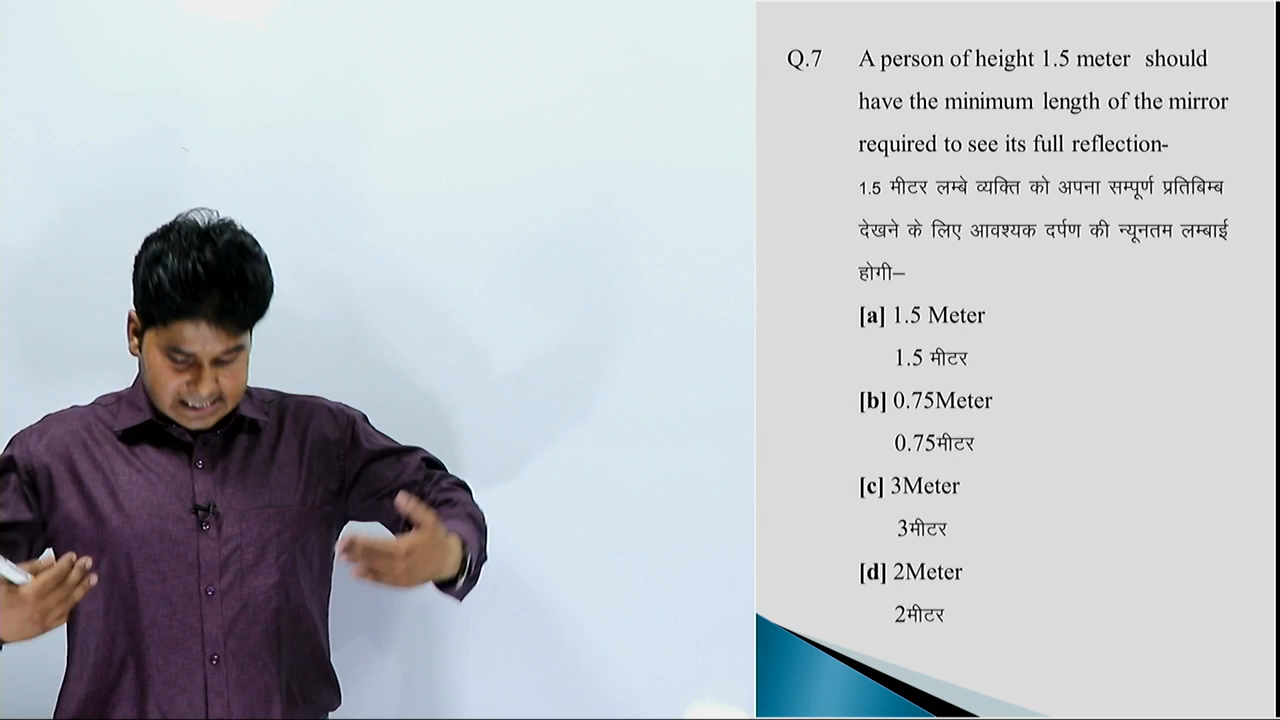 Q.7 A person of height 1.5 meter should
have the minimum length of the mirror
required to see its full reflection-
1.5 मीटर लम्बे व्यक्ति को अपना सम्पूर्ण प्रतिबिम्ब
देखने के लिए आवश्यक दर्पण की न्यूनतम लम्बाई
होगी–
[a] 1.5 Meter
1.5 मीटर
[b] 0.75Meter
0.75मीटर
[c] 3Meter
3मीटर
[d] 2Meter
2मीटर